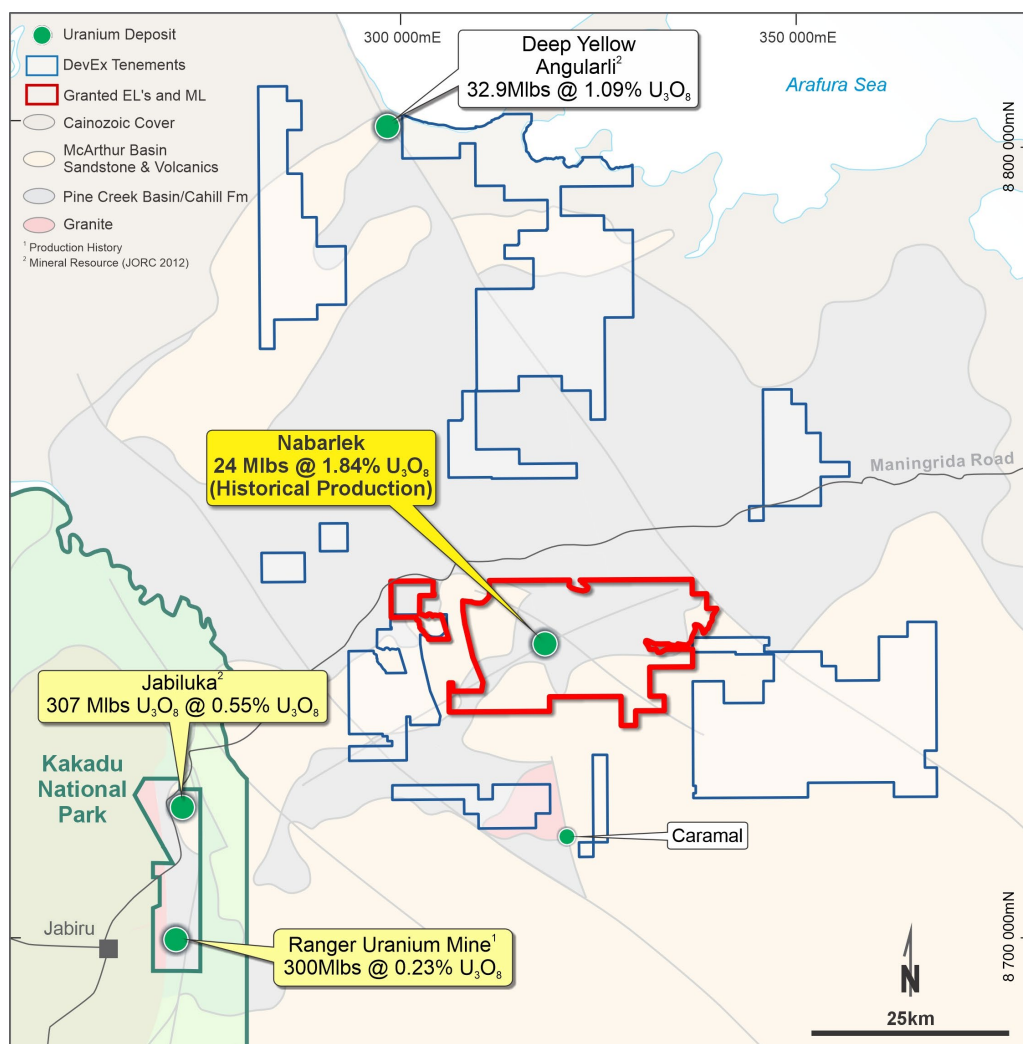 Uranium Deposit
DevEx Tenements
Granted EL's and ML
Cainozoic Cover
McArthur Basin
Sandstone & Volcanics
Pine Creek Basin/Cahill Fm
Granite
¹ Production History
² Mineral Resource (JORC 2012)
300 000mE
350 000mE
Deep Yellow
Angularli²
32.9Mlbs @ 1.09% U₃O₈
Arafura Sea
8 800 000mN
Nabarlek
24 Mlbs @ 1.84% U₃O₈
(Historical Production)
Maningrida Road
Jabiluka²
307 Mlbs U₃O₈ @ 0.55% U₃O₈
Kakadu
National
Park
Caramal
Jabiru
Ranger Uranium Mine¹
300Mlbs @ 0.23% U₃O₈
8 700 000mN
N
25km